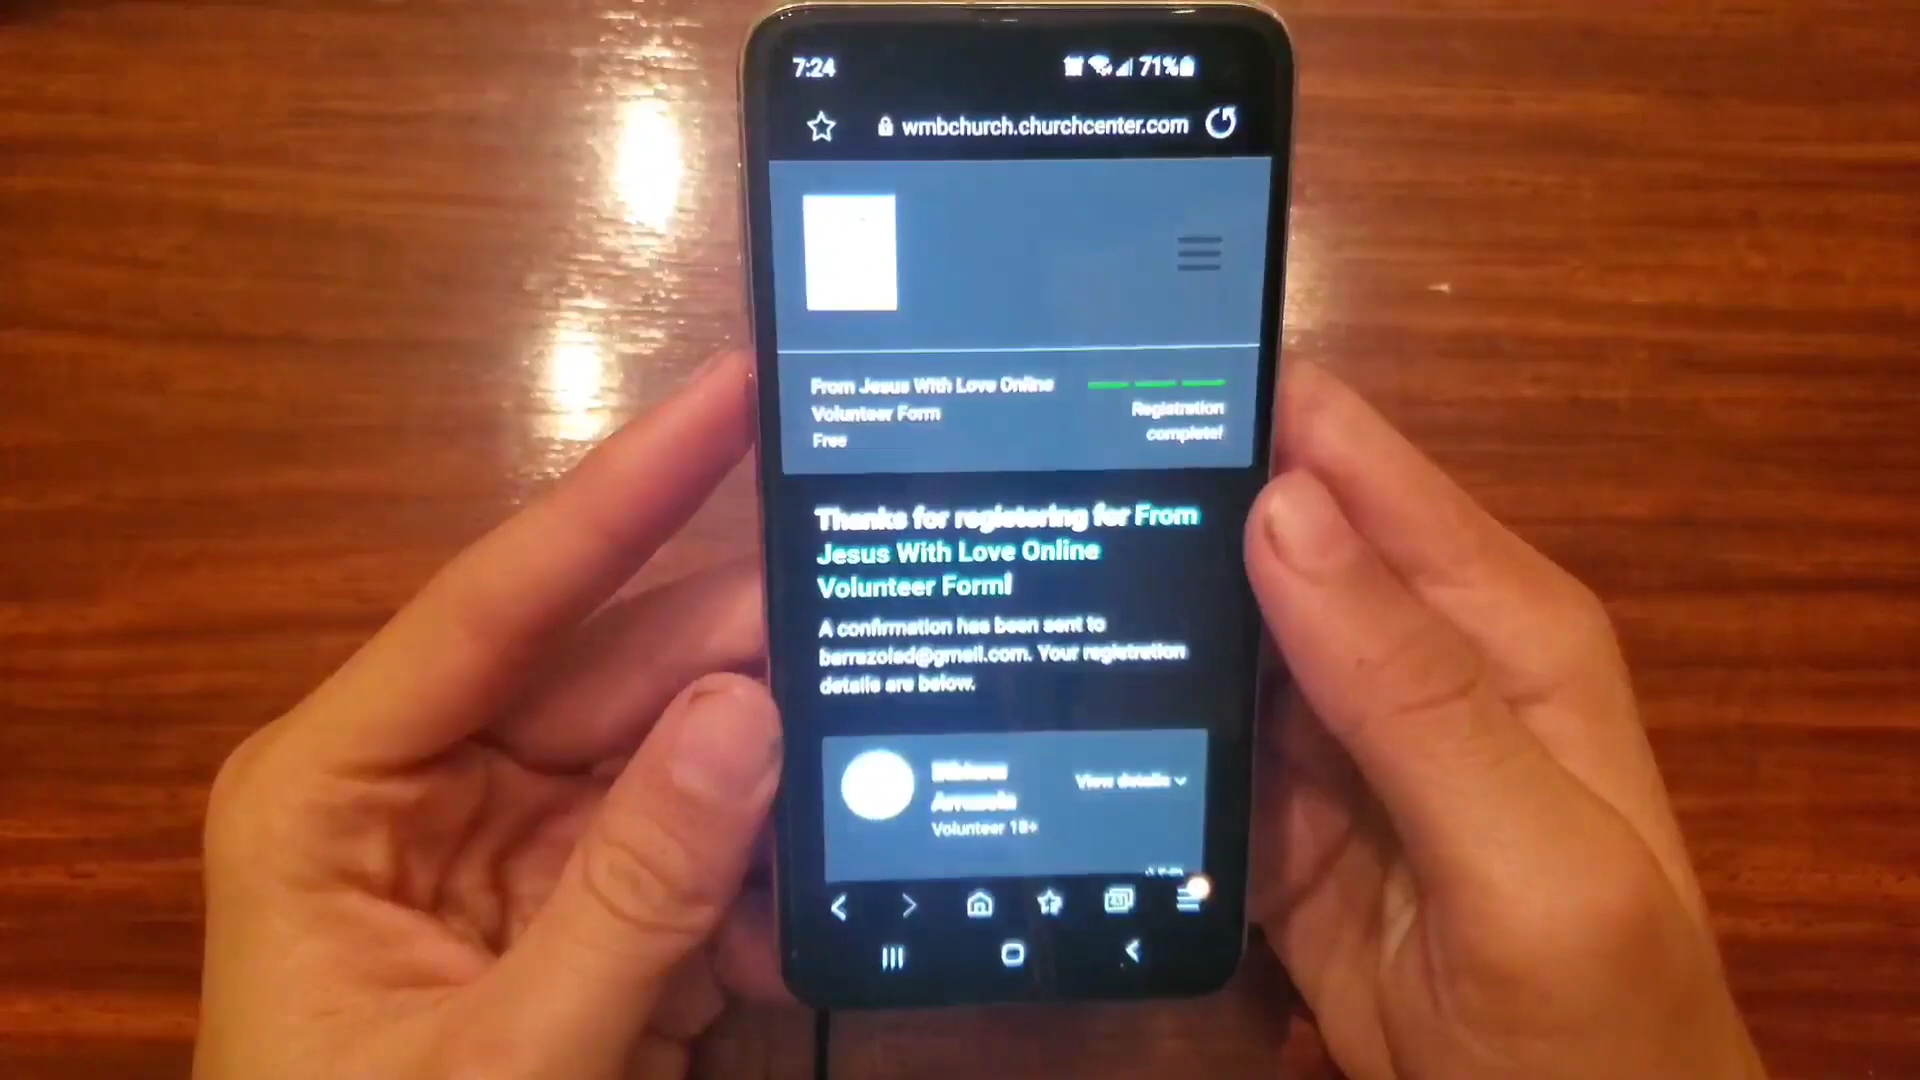 7:24 71%
wmbchurch.churchcenter.com
From Jesus With Love Online Registration
Volunteer Form complete!
Free
Thanks for registering for From
Jesus With Love Online
Volunteer Form!
A confirmation has been sent to
barrazolad@gmail.com. Your registration
details are below.
View details
Volunteer 18+